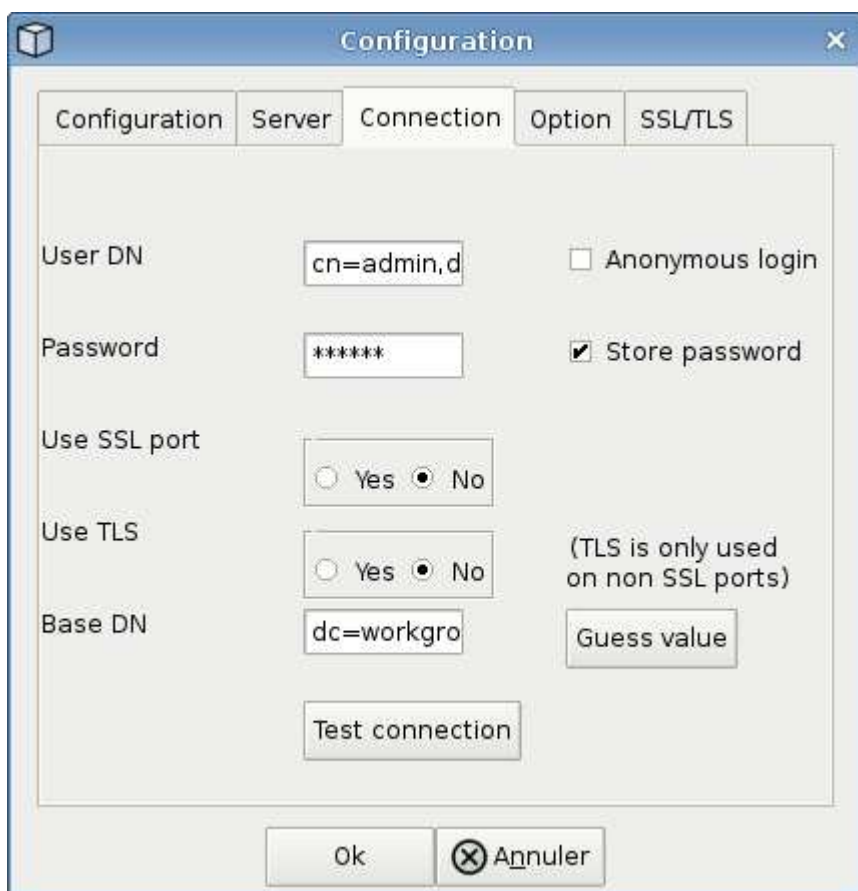 Configuration
Configuration Server Connection Option SSL/TLS
User DN cn=admin,d Anonymous login
Password ****** Store password
Use SSL port
Yes No
Use TLS
Yes No
(TLS is only used
on non SSL ports)
Base DN dc=workgro Guess value
Test connection
Ok Annuler